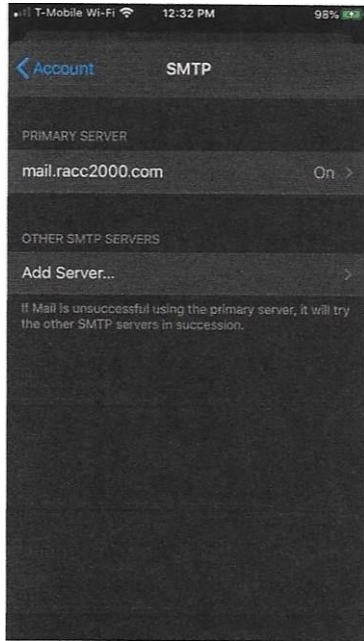 T-Mobile Wi-Fi 12:32 PM 98%
Account SMTP
PRIMARY SERVER
mail.racc2000.com On
OTHER SMTP SERVERS
Add Server...
If Mail is unsuccessful using the primary server, it will try
the other SMTP servers in succession.